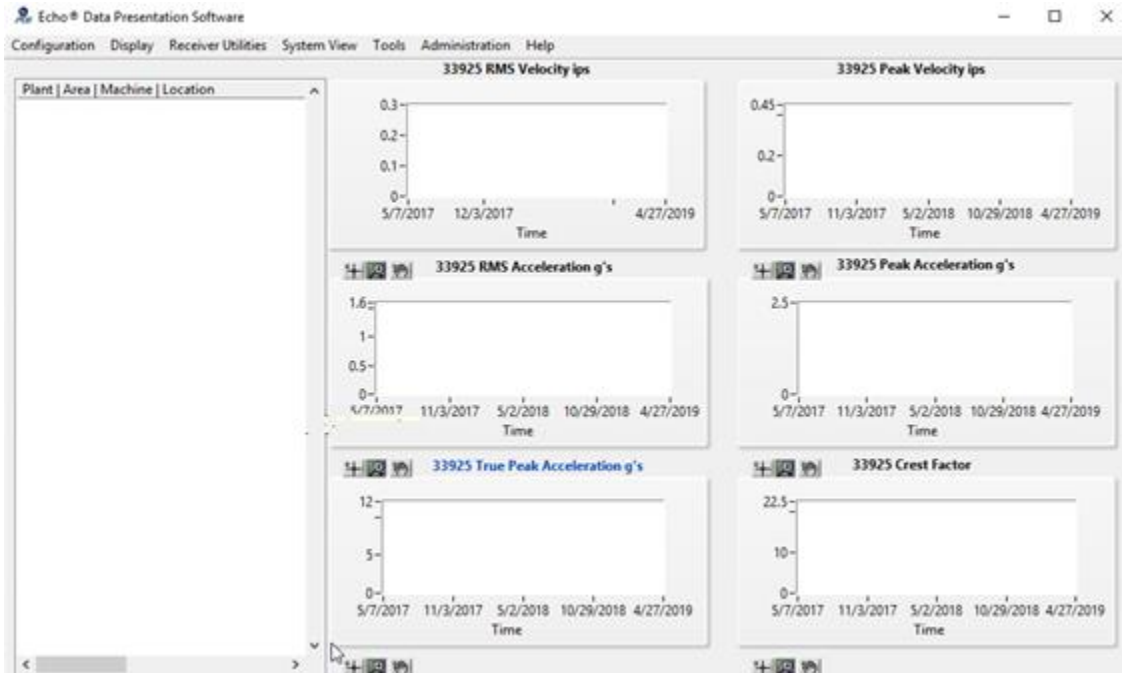 Echo® Data Presentation Software
Configuration Display Receiver Utilities System View Tools Administration Help
Plant | Area | Machine | Location
33925 RMS Velocity ips
0.3
0.2
0.1
0
5/7/2017 12/3/2017 4/27/2019
Time
33925 Peak Velocity ips
0.45
0.2
0
5/7/2017 11/3/2017 5/2/2018 10/29/2018 4/27/2019
Time
33925 RMS Acceleration g's
1.6
1
0.5
0
5/7/2017 11/3/2017 5/2/2018 10/29/2018 4/27/2019
Time
33925 Peak Acceleration g's
2.5
0
5/7/2017 11/3/2017 5/2/2018 10/29/2018 4/27/2019
Time
33925 True Peak Acceleration g's
12
5
0
5/7/2017 11/3/2017 5/2/2018 10/29/2018 4/27/2019
Time
33925 Crest Factor
22.5
10
0
5/7/2017 11/3/2017 5/2/2018 10/29/2018 4/27/2019
Time